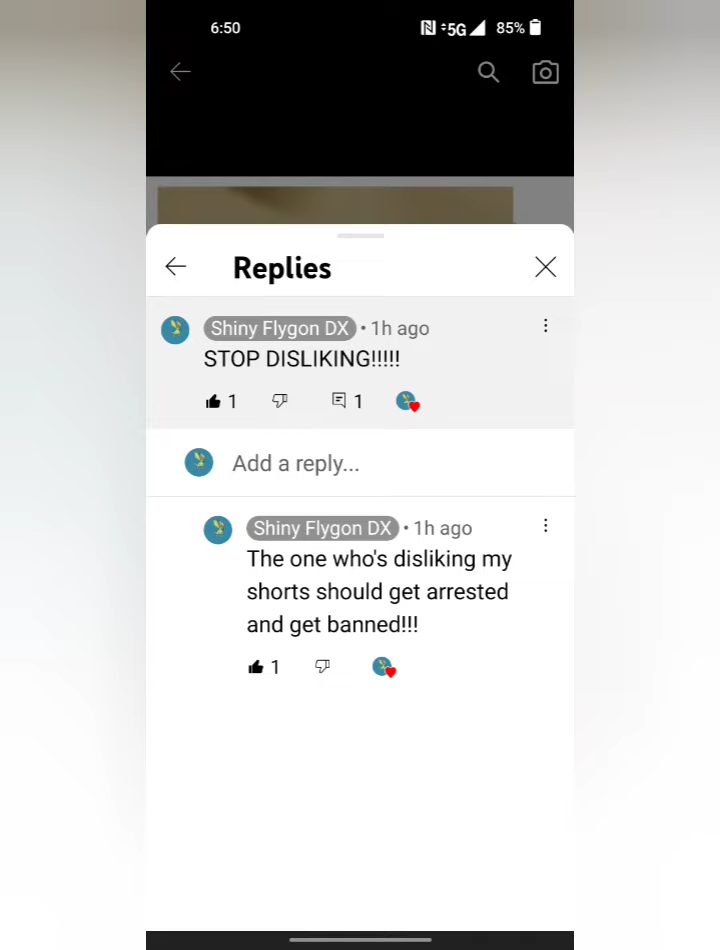 6:50 5G 85%
Replies
Shiny Flygon DX • 1h ago
STOP DISLIKING!!!!!
1 1
Add a reply...
Shiny Flygon DX • 1h ago
The one who's disliking my
shorts should get arrested
and get banned!!!
1